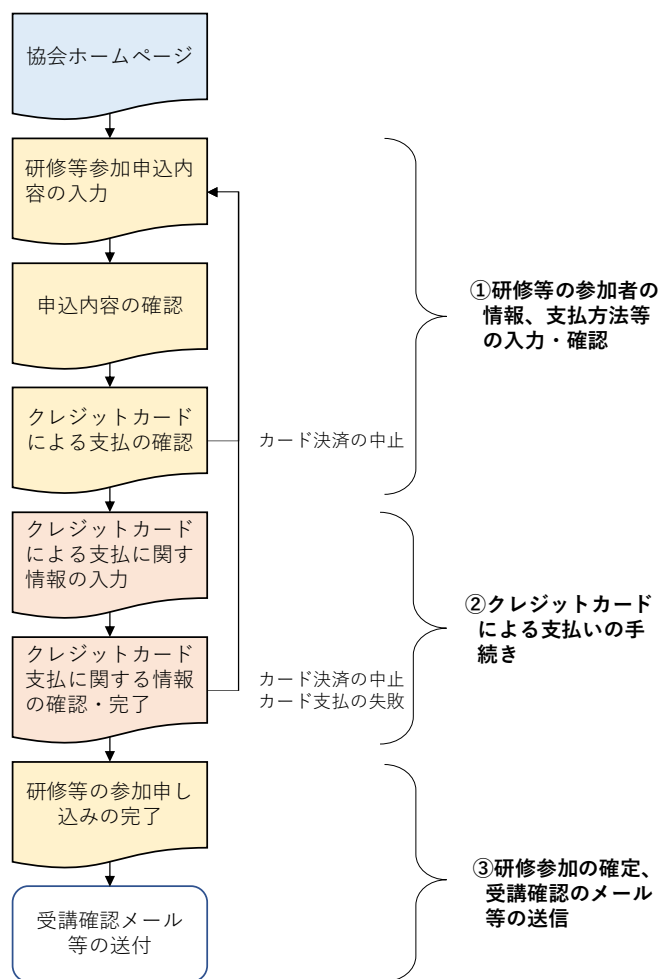 協会ホームページ
研修等参加申込内
容の入力
申込内容の確認
クレジットカード
による支払の確認
カード決済の中止
①研修等の参加者の
情報、支払方法等
の入力・確認
クレジットカード
による支払に関す
情報の入力
クレジットカード
支払に関する情報
の確認・完了
カード決済の中止
カード支払の失敗
②クレジットカード
による支払いの手
続き
研修等の参加申し
込みの完了
受講確認メール
等の送付
③研修参加の確定、
受講確認のメール
等の送信